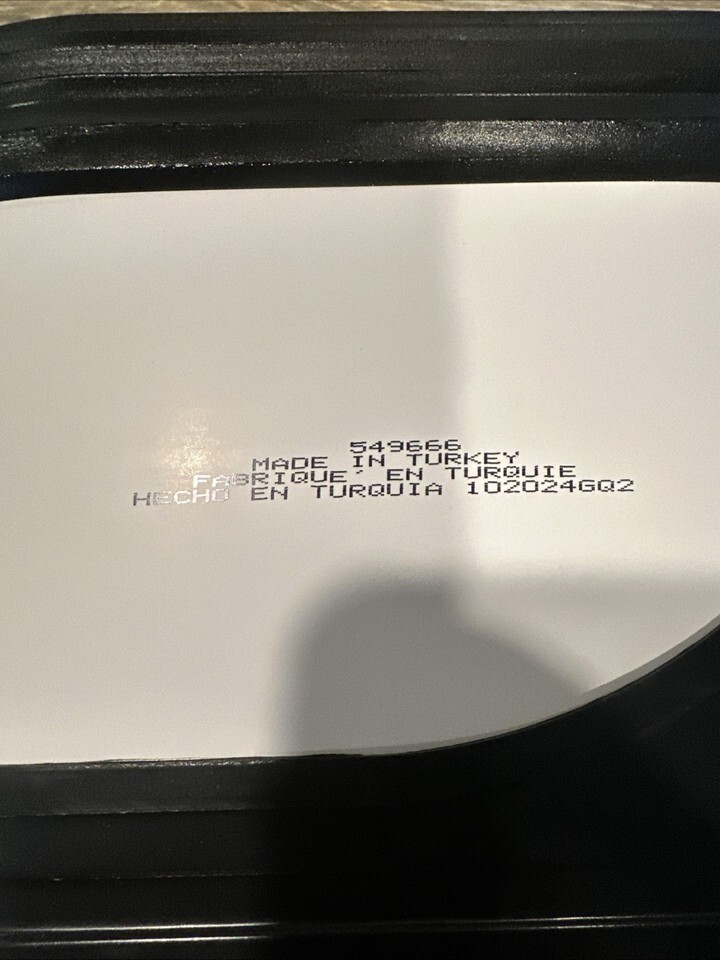 549666
MADE IN TURKEY
FABRIQUE' EN TURQUIE
HECHO EN TURQUIA 102024GQ2